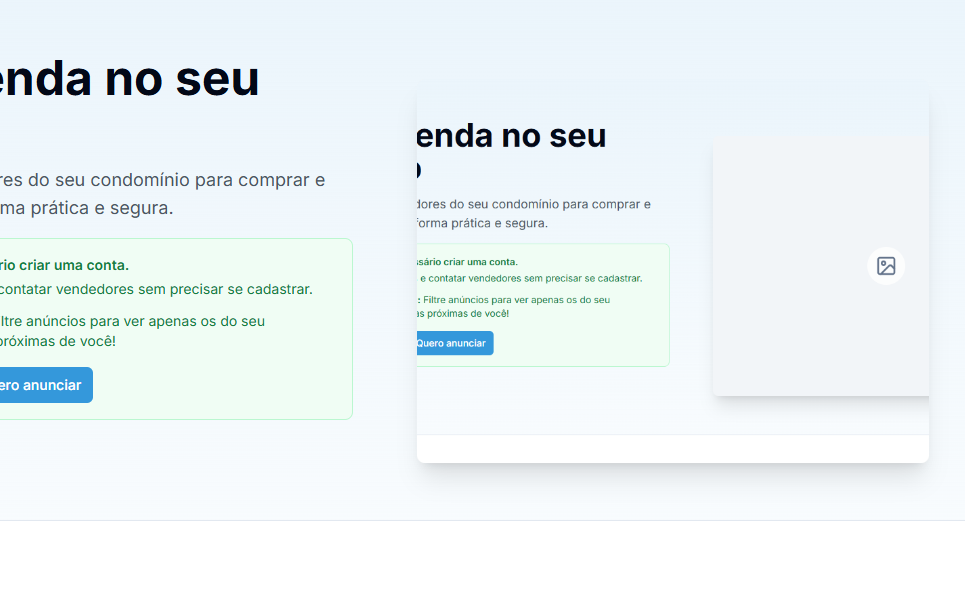 enda no seu
res do seu condomínio para comprar e
ma prática e segura.
rio criar uma conta.
contatar vendedores sem precisar se cadastrar.
ltre anúncios para ver apenas os do seu
próximas de você!
ero anunciar
enda no seu
o
dores do seu condomínio para comprar e
forma prática e segura.
ssário criar uma conta.
e contatar vendedores sem precisar se cadastrar.
: Filtre anúncios para ver apenas os do seu
as próximas de você!
Quero anunciar